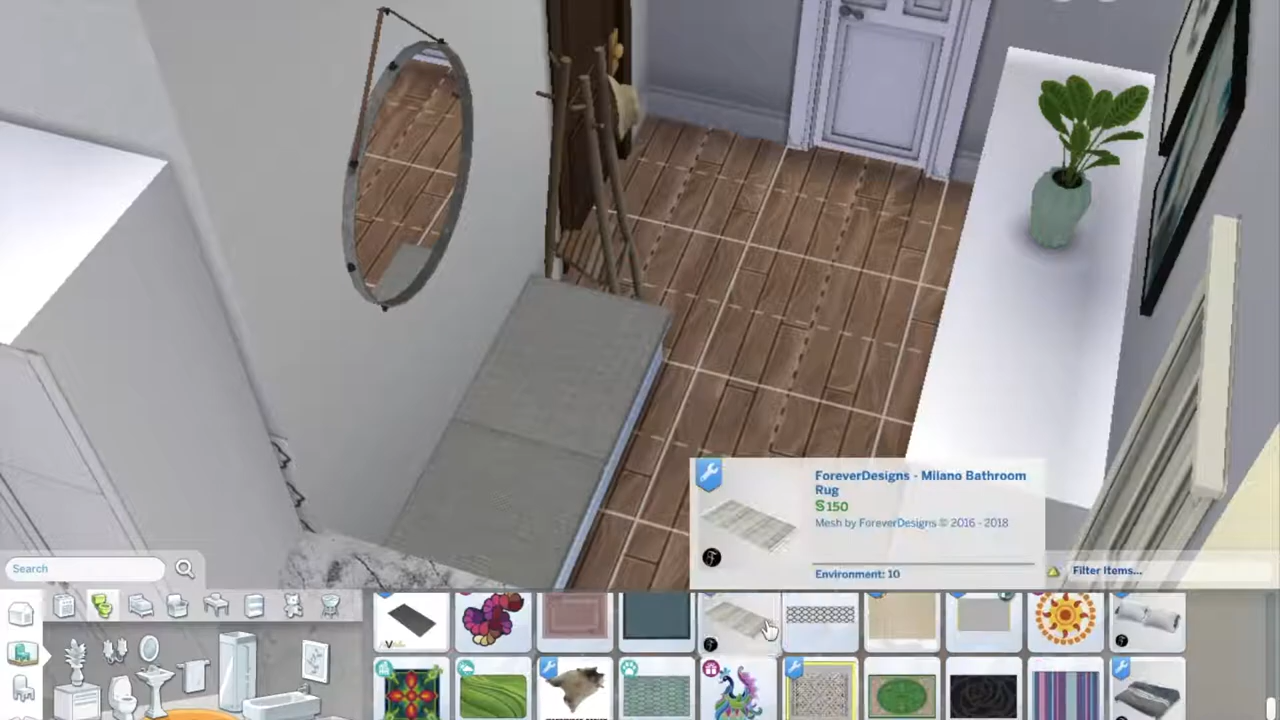 ForeverDesigns - Milano Bathroom
Rug
§150
Mesh by ForeverDesigns © 2016 - 2018
Environment: 10
Search
Filter Items...